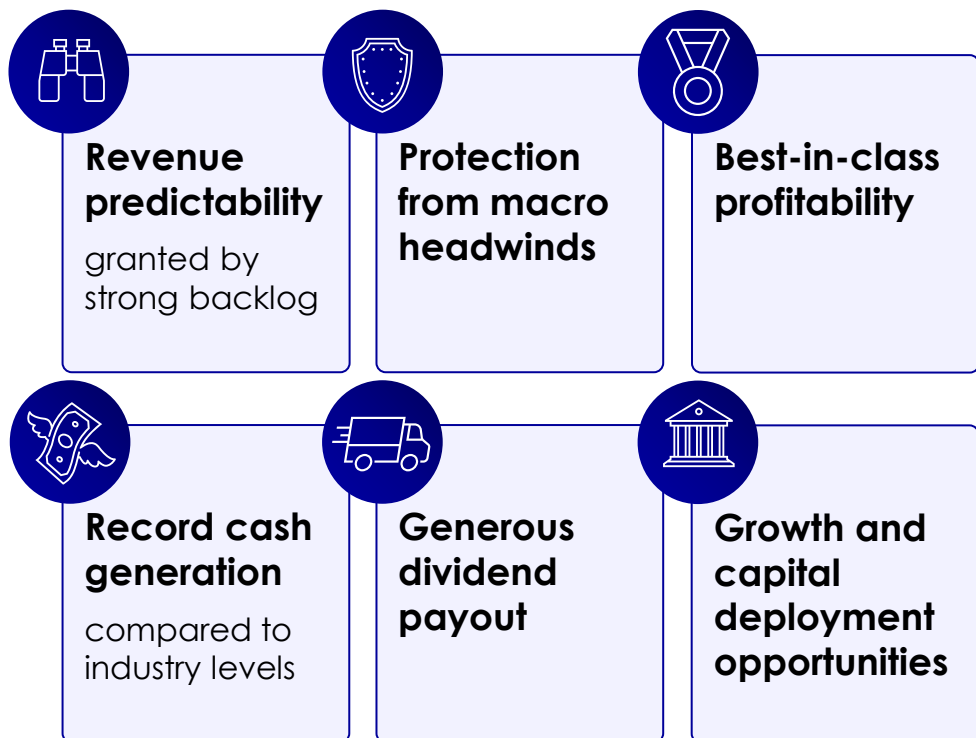 Revenue
predictability
granted by
strong backlog
Protection
from macro
headwinds
Best-in-class
profitability
Record cash
generation
compared to
industry levels
Generous
dividend
payout
Growth and
capital
deployment
opportunities